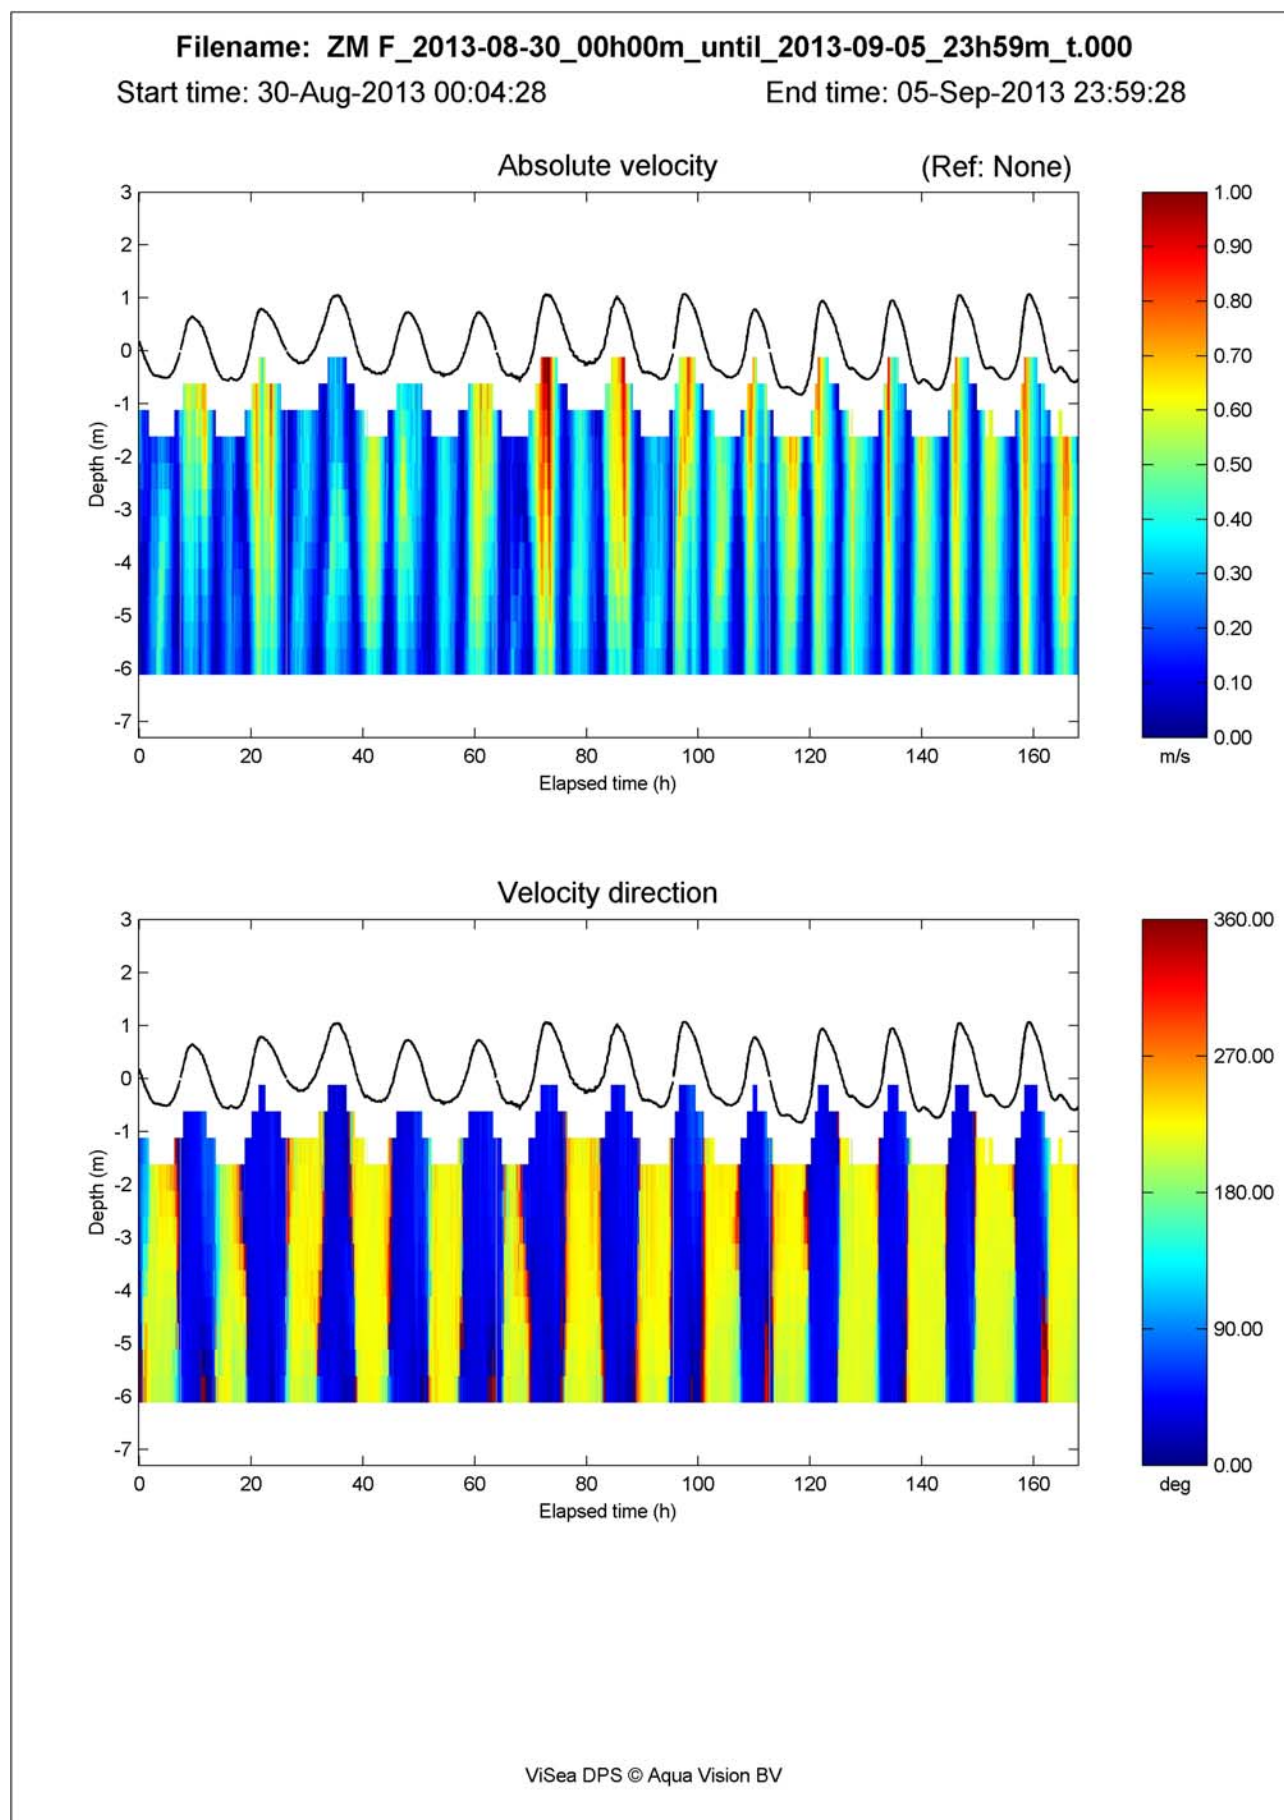 Filename: ZM F_2013-08-30_00h00m_until_2013-09-05_23h59m_t.000
Start time: 30-Aug-2013 00:04:28 End time: 05-Sep-2013 23:59:28
Absolute velocity (Ref: None)
3
2
1
0
-1
-2
-3
-4
-5
-6
-7
Depth (m)
0 20 40 60 80 100 120 140 160
Elapsed time (h)
1.00
0.90
0.80
0.70
0.60
0.50
0.40
0.30
0.20
0.10
0.00
m/s
Velocity direction
3
2
1
0
-1
-2
-3
-4
-5
-6
-7
Depth (m)
0 20 40 60 80 100 120 140 160
Elapsed time (h)
360.00
270.00
180.00
90.00
0.00
deg
ViSea DPS © Aqua Vision BV